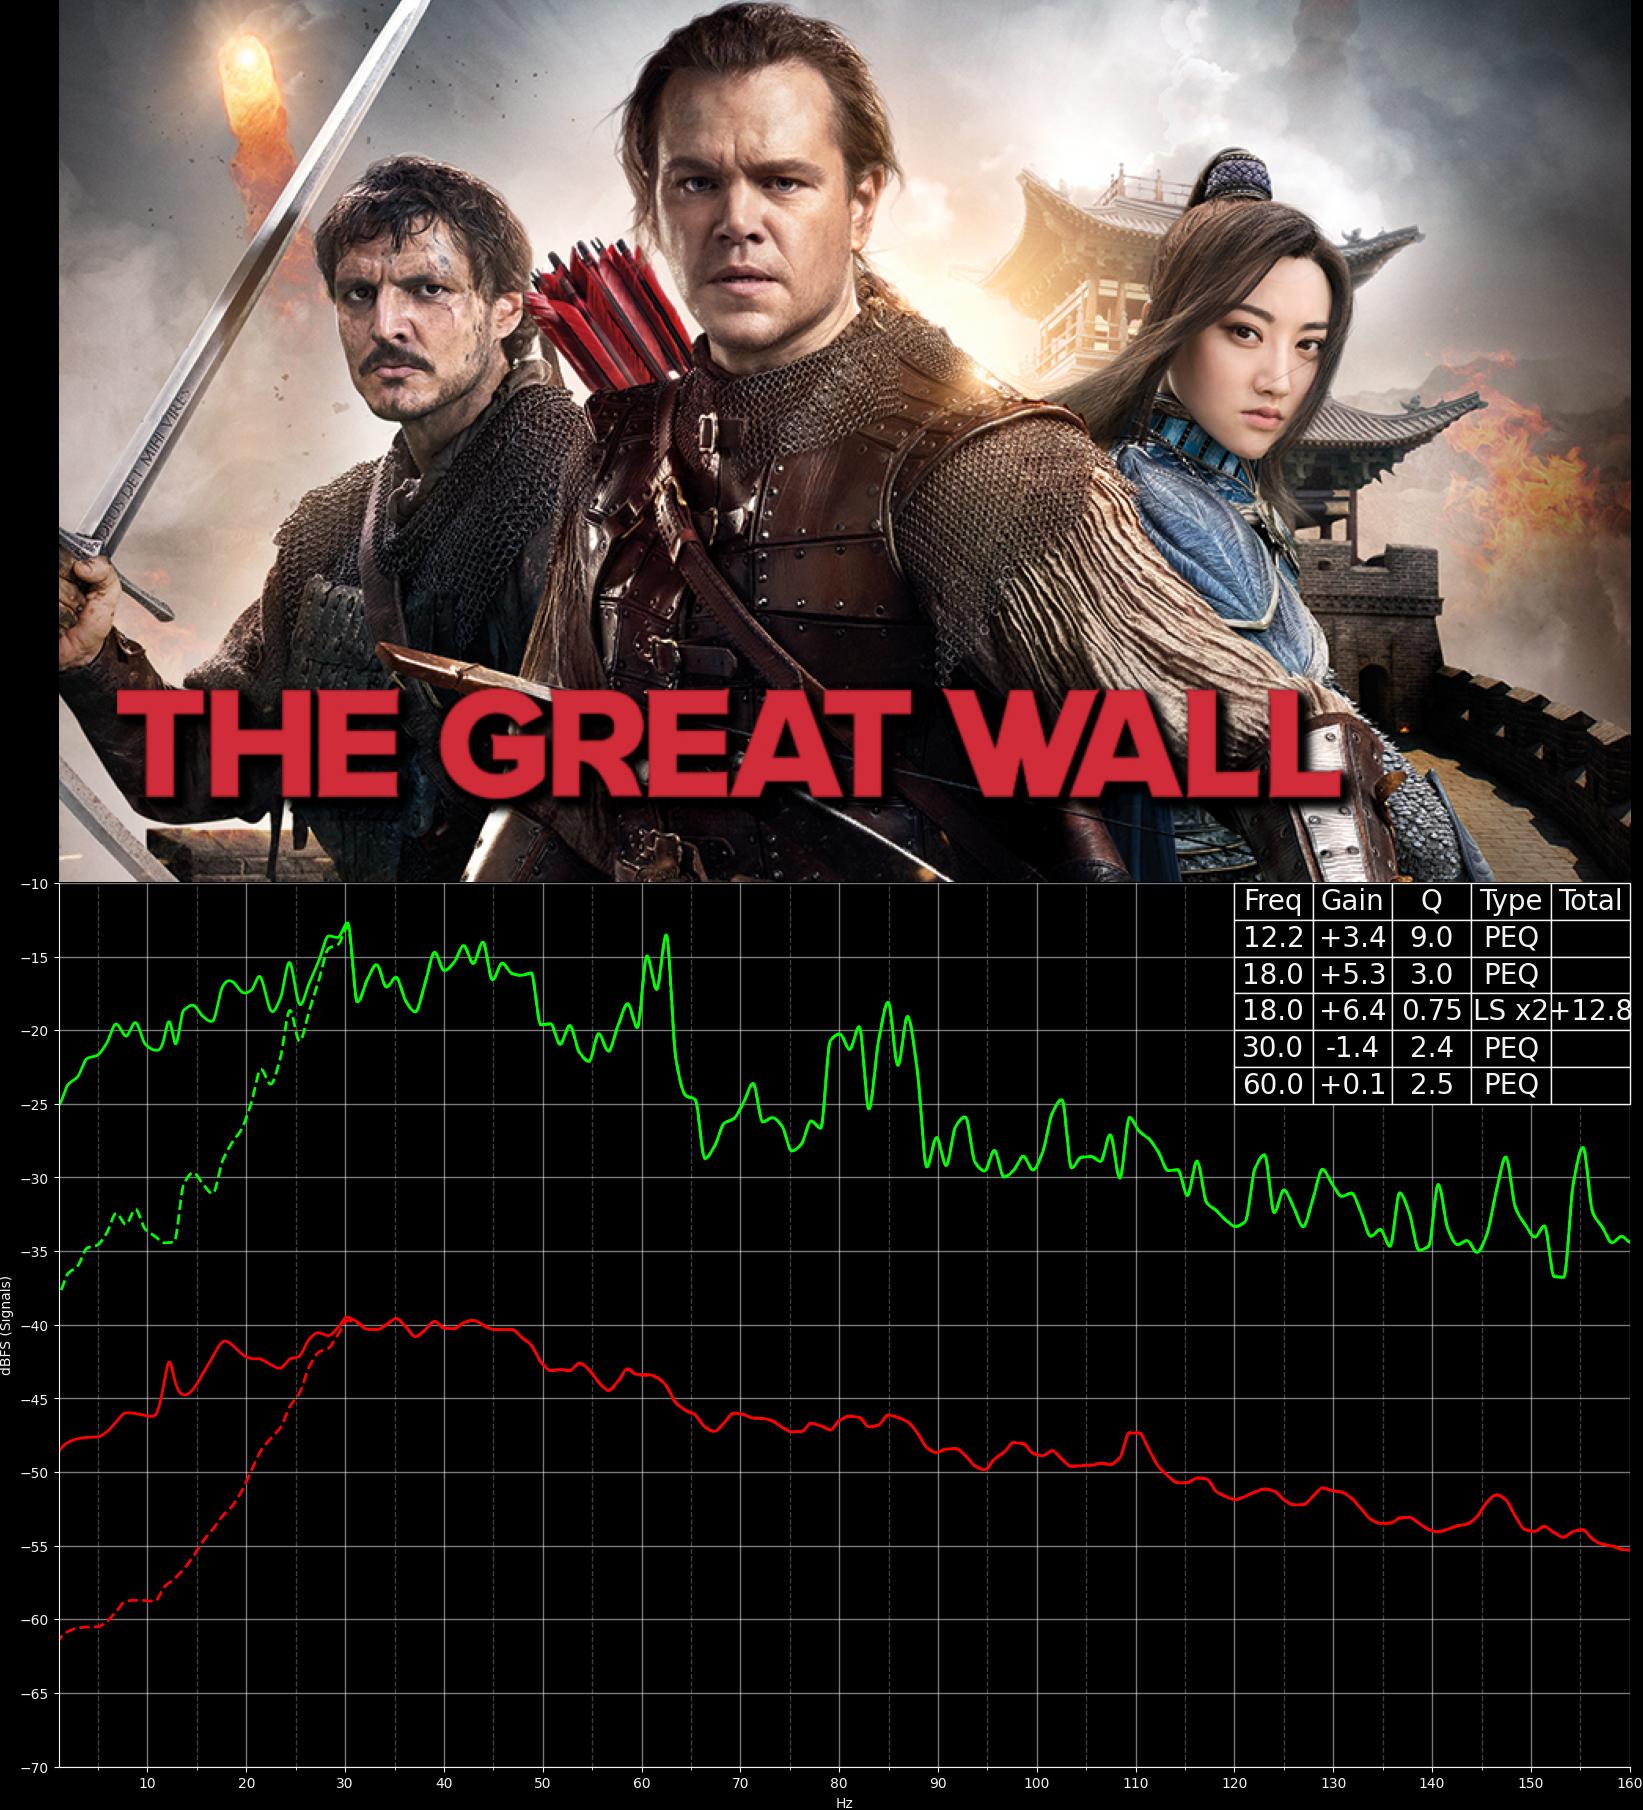 DEUS DET MIHI VIRES
THE GREAT WALL
Freq Gain Q Type Total
12.2 +3.4 9.0 PEQ
18.0 +5.3 3.0 PEQ
18.0 +6.4 0.75 LS x2 +12.8
30.0 -1.4 2.4 PEQ
60.0 +0.1 2.5 PEQ
−10
−15
−20
−25
−30
−35
−40
−45
−50
−55
−60
−65
−70
dBFS (Signals)
10 20 30 40 50 60 70 80 90 100 110 120 130 140 150 160
Hz